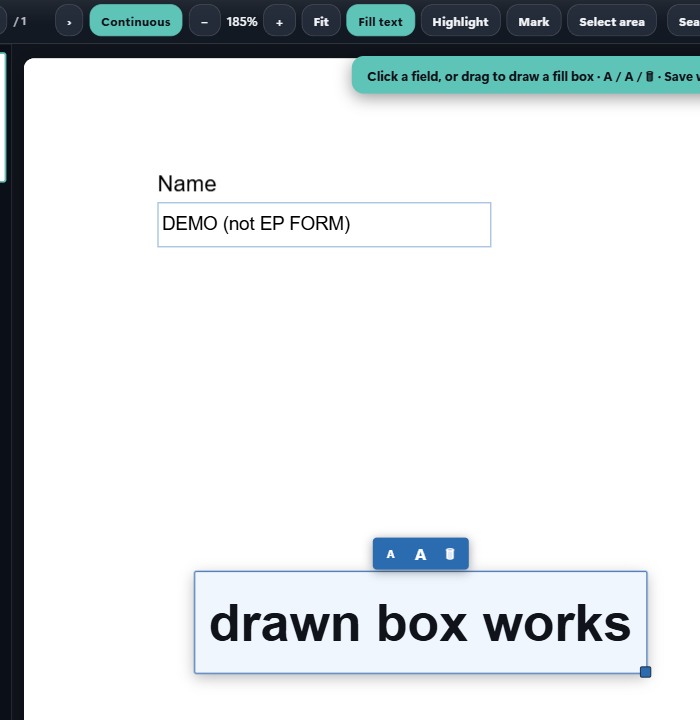 / 1 › Continuous − 185% + Fit Fill text Highlight Mark Select area Sea
Click a field, or drag to draw a fill box · A / A / 🗑 · Save w
Name
DEMO (not EP FORM)
A A
drawn box works